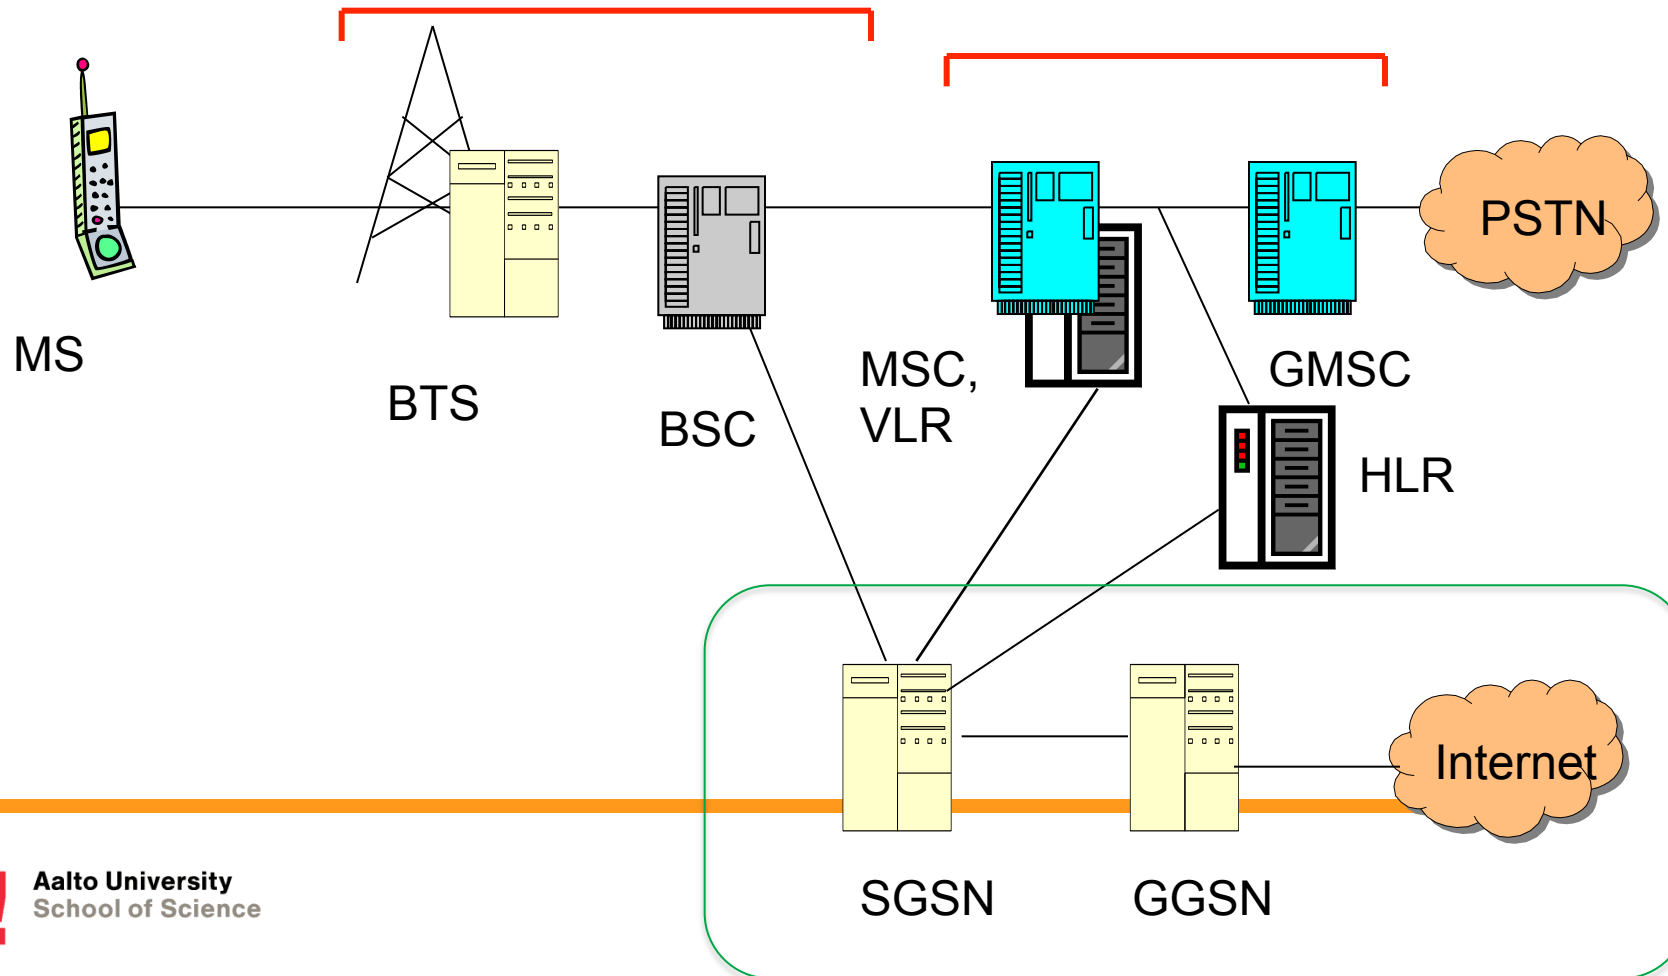 PSTN
MS
BTS
BSC
MSC,
VLR
GMSC
HLR
Internet
SGSN
GGSN
Aalto University
School of Science